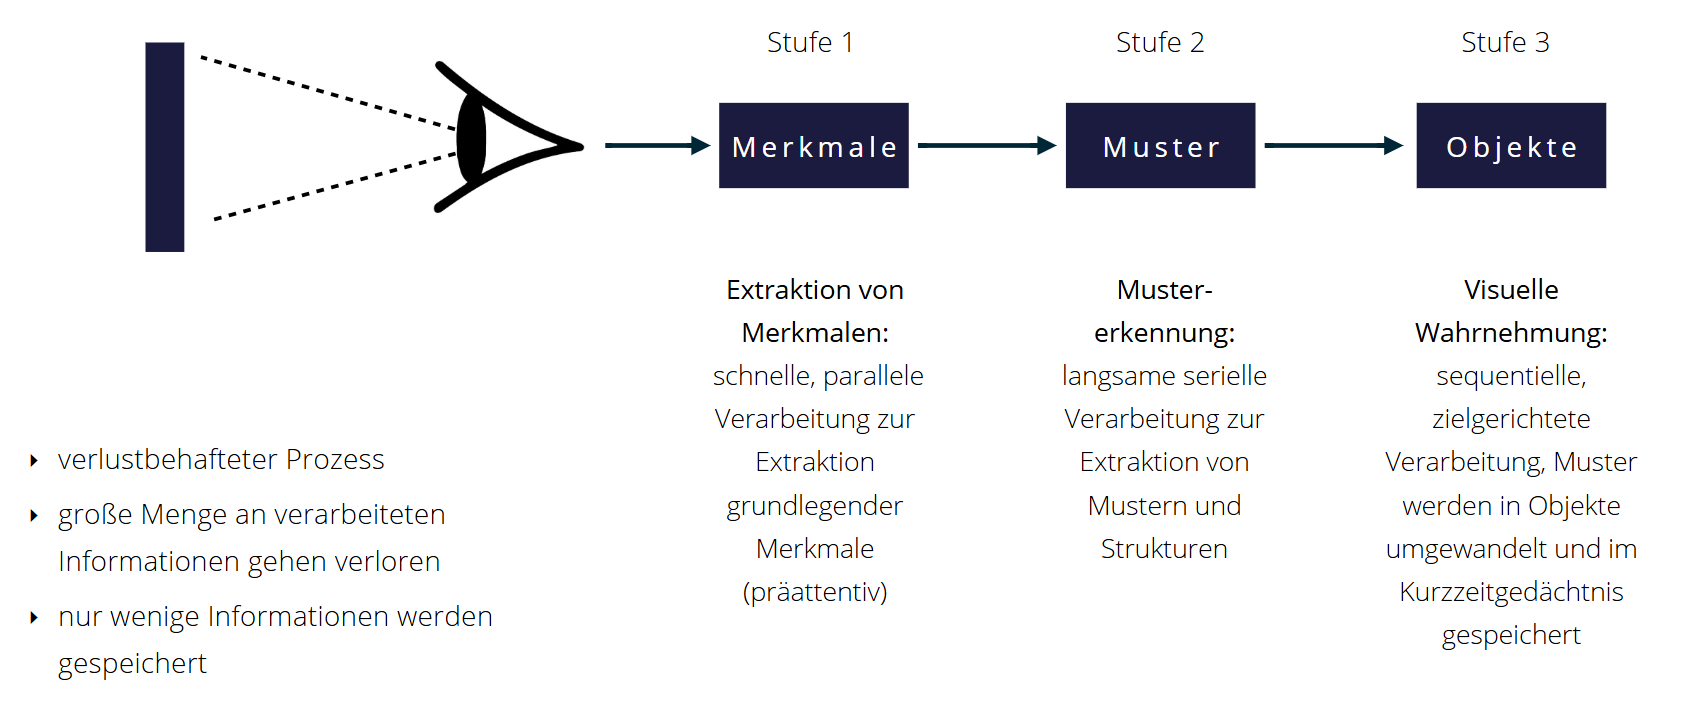 Stufe 1
Stufe 2
Stufe 3
Merkmale
Muster
Objekte
Extraktion von
Merkmalen:
schnelle, parallele
Verarbeitung zur
Extraktion
grundlegender
Merkmale
(präattentiv)
Muster-
erkennung:
langsame serielle
Verarbeitung zur
Extraktion von
Mustern und
Strukturen
Visuelle
Wahrnehmung:
sequentielle,
zielgerichtete
Verarbeitung, Muster
werden in Objekte
umgewandelt und im
Kurzzeitgedächtnis
gespeichert
verlustbehafteter Prozess
große Menge an verarbeiteten
Informationen gehen verloren
nur wenige Informationen werden
gespeichert